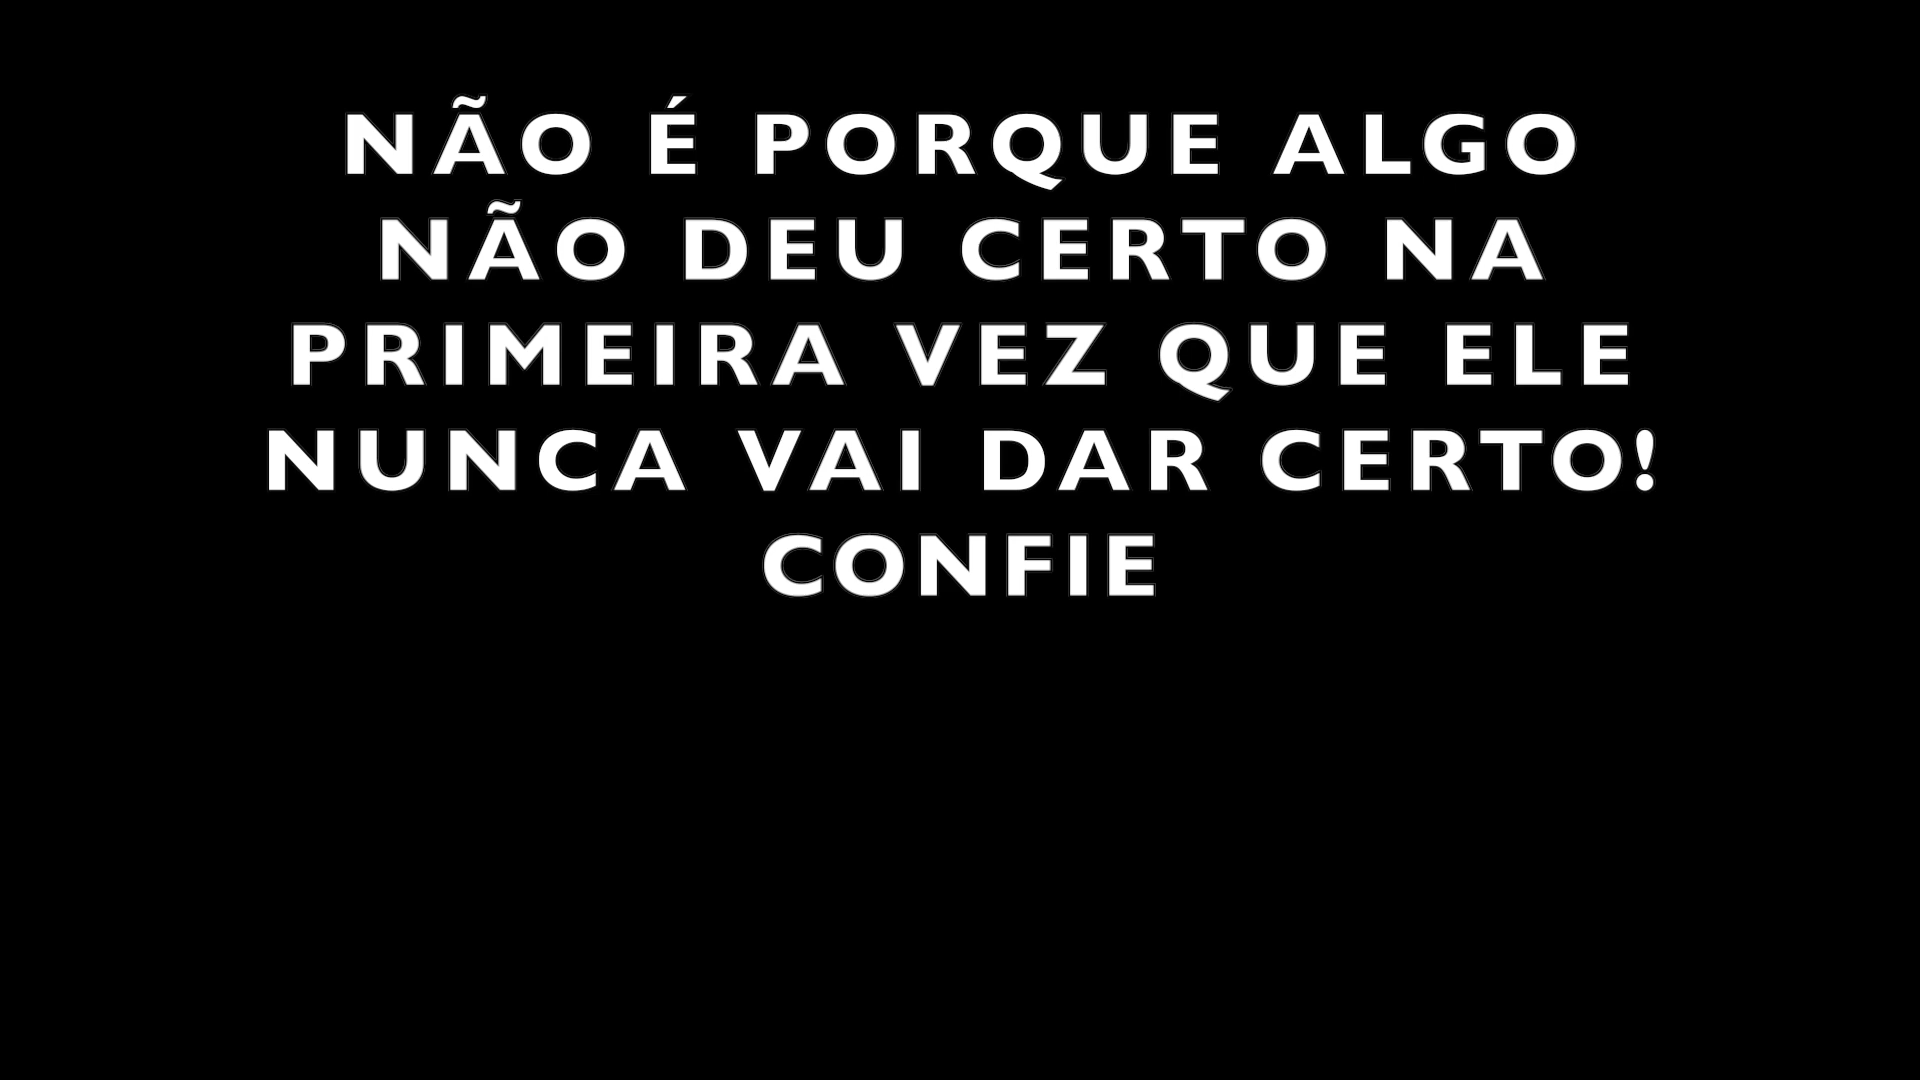 NÃO É PORQUE ALGO
NÃO DEU CERTO NA
PRIMEIRA VEZ QUE ELE
NUNCA VAI DAR CERTO!
CONFIE